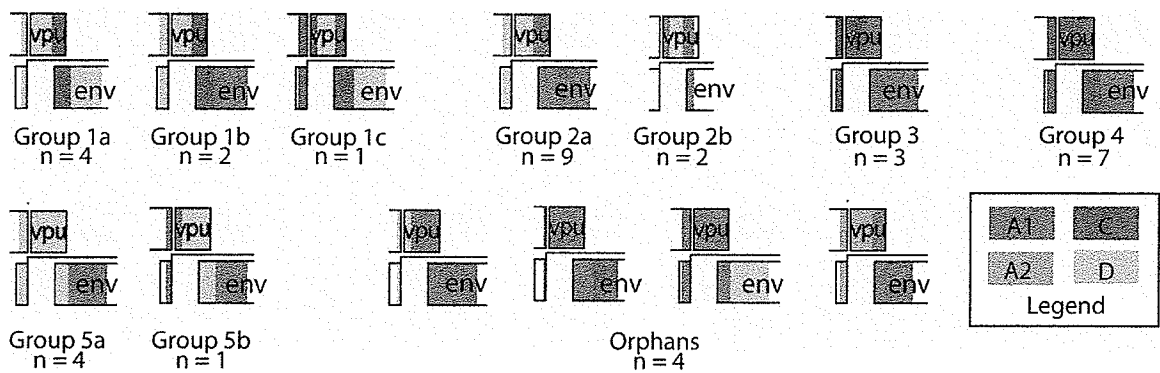 vpu vpu vpu vpu vpu vpu vpu
env env env env env env env
Group 1a Group 1b Group 1c Group 2a Group 2b Group 3 Group 4
n = 4 n = 2 n = 1 n = 9 n = 2 n = 3 n = 7
vpu vpu vpu vpu vpu vpu
env env env env env env
Group 5a Group 5b Orphans
n = 4 n = 1 n = 4
A1 C
A2 D
Legend